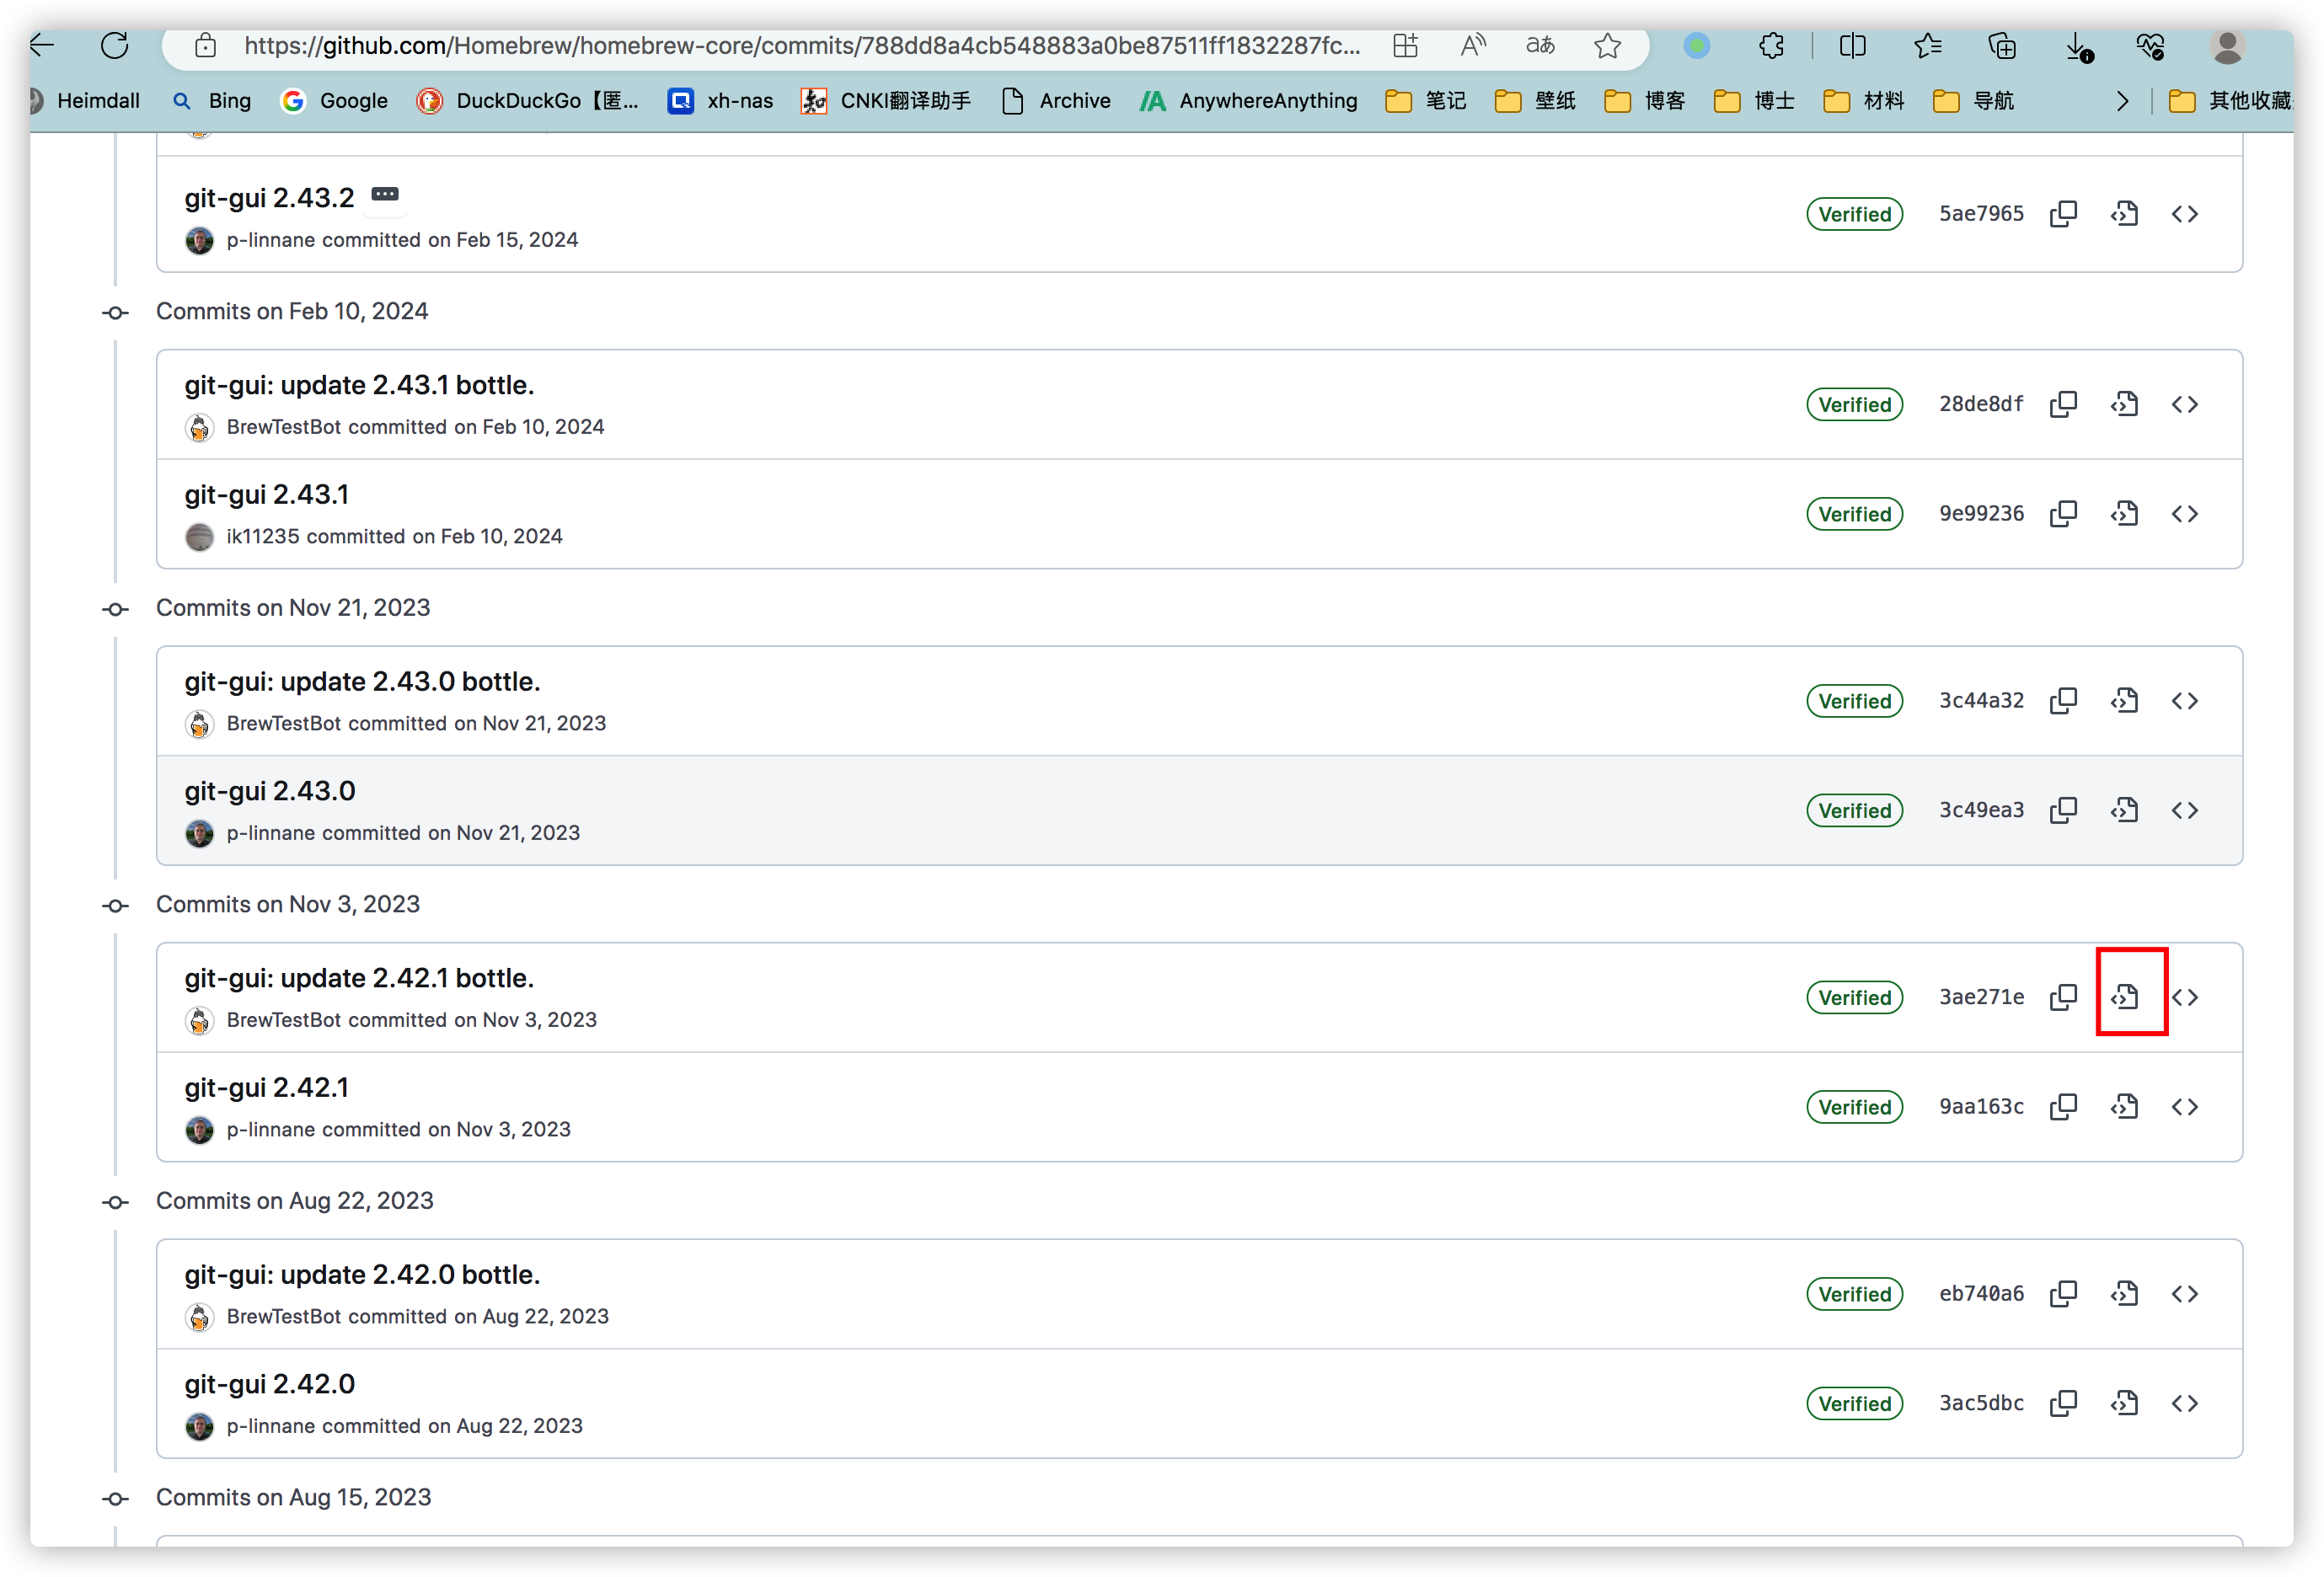 https://github.com/Homebrew/homebrew-core/commits/788dd8a4cb548883a0be87511ff1832287fc...
Heimdall Bing Google DuckDuckGo【匿... xh-nas CNKI翻译助手 Archive AnywhereAnything 笔记 壁纸 博客 博士 材料 导航 其他收藏
git-gui 2.43.2
p-linnane committed on Feb 15, 2024
Verified 5ae7965
Commits on Feb 10, 2024
git-gui: update 2.43.1 bottle.
BrewTestBot committed on Feb 10, 2024
Verified 28de8df
git-gui 2.43.1
ik11235 committed on Feb 10, 2024
Verified 9e99236
Commits on Nov 21, 2023
git-gui: update 2.43.0 bottle.
BrewTestBot committed on Nov 21, 2023
Verified 3c44a32
git-gui 2.43.0
p-linnane committed on Nov 21, 2023
Verified 3c49ea3
Commits on Nov 3, 2023
git-gui: update 2.42.1 bottle.
BrewTestBot committed on Nov 3, 2023
Verified 3ae271e
git-gui 2.42.1
p-linnane committed on Nov 3, 2023
Verified 9aa163c
Commits on Aug 22, 2023
git-gui: update 2.42.0 bottle.
BrewTestBot committed on Aug 22, 2023
Verified eb740a6
git-gui 2.42.0
p-linnane committed on Aug 22, 2023
Verified 3ac5dbc
Commits on Aug 15, 2023